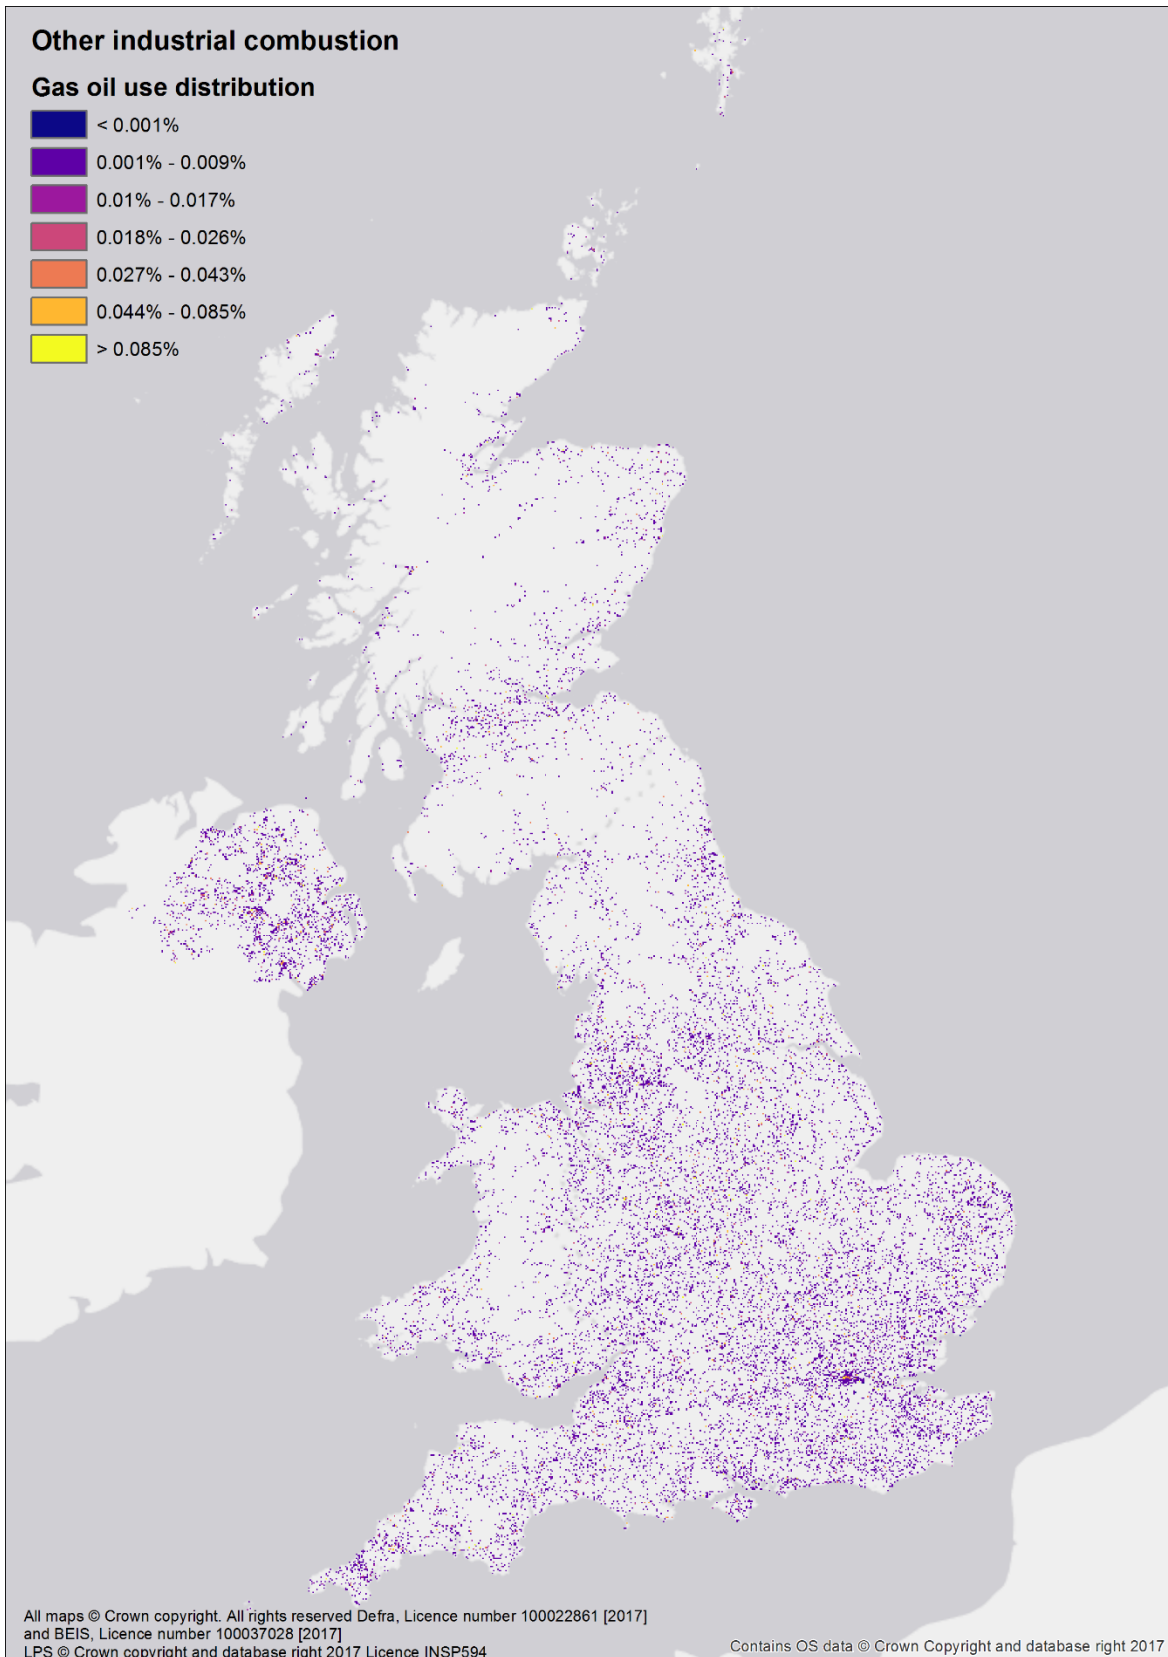 Other industrial combustion
Gas oil use distribution
< 0.001%
0.001% - 0.009%
0.01% - 0.017%
0.018% - 0.026%
0.027% - 0.043%
0.044% - 0.085%
> 0.085%
All maps © Crown copyright. All rights reserved Defra, Licence number 100022861 [2017]
and BEIS, Licence number 100037028 [2017]
LPS © Crown copyright and database right 2017 Licence INSP594
Contains OS data © Crown Copyright and database right 2017